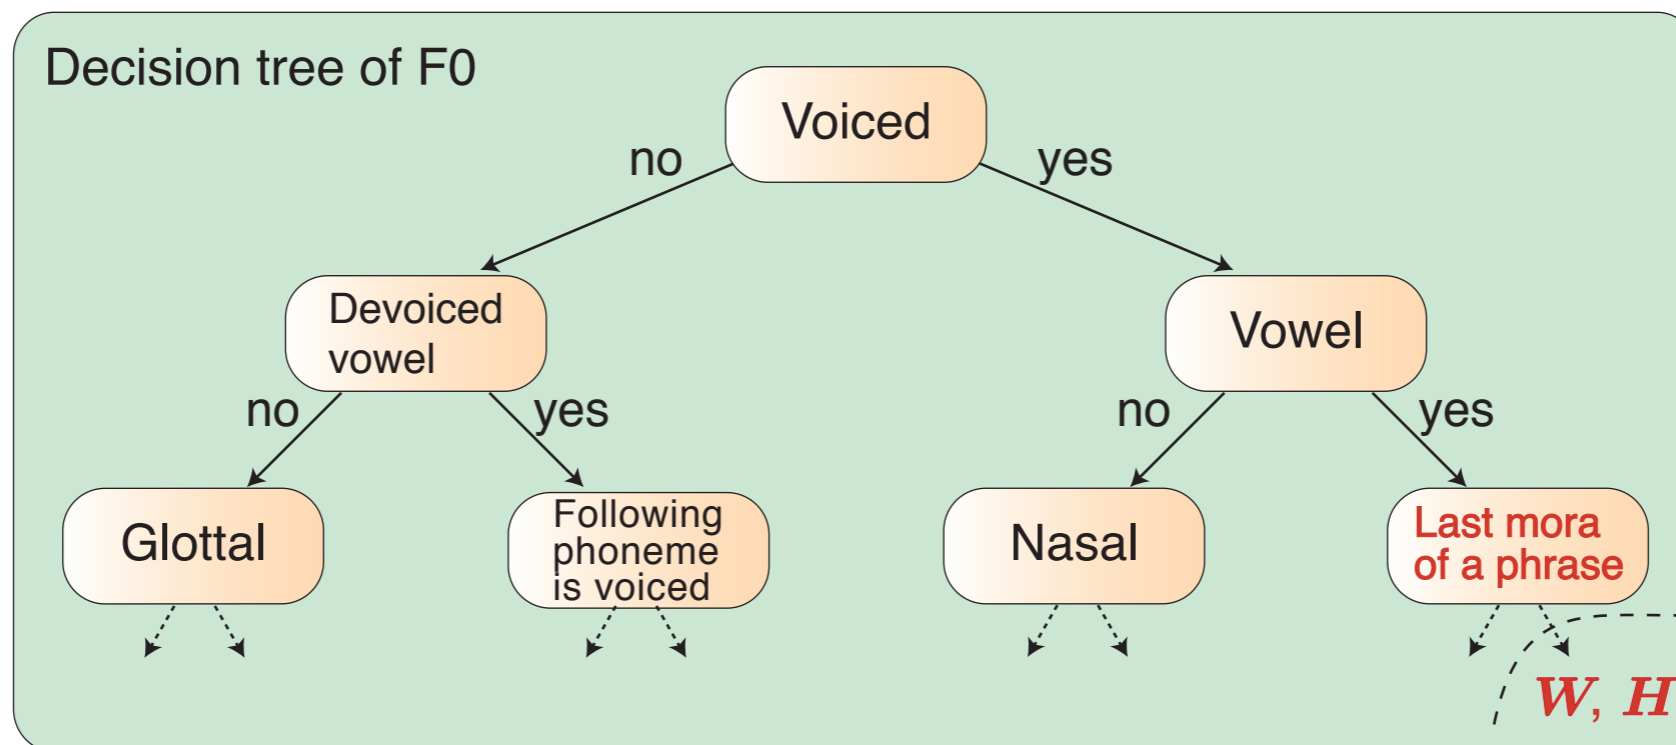 Decision tree of F0
Voiced
no
yes
Devoiced
vowel
Vowel
no
yes
no
yes
Glottal
Following
phoneme
is voiced
Nasal
Last mora
of a phrase
W, H